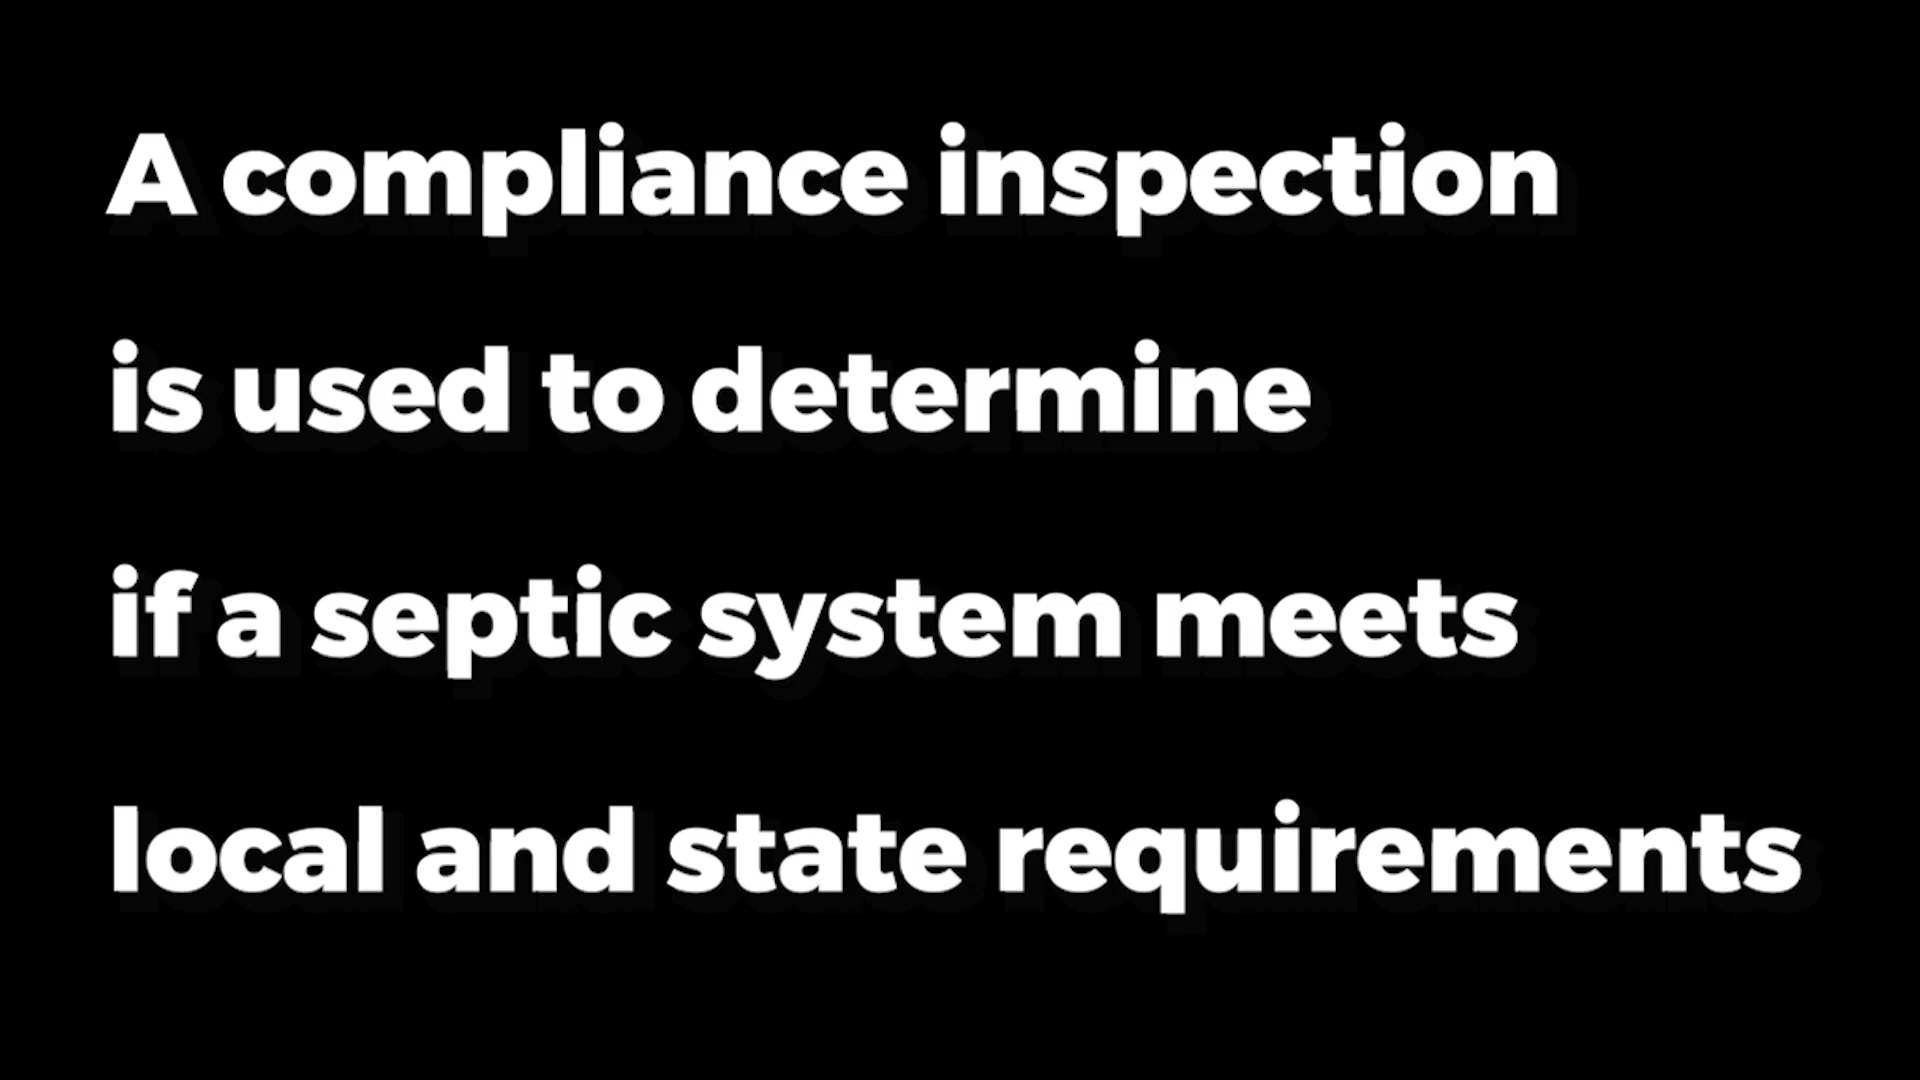 A compliance inspection
is used to determine
if a septic system meets
local and state requirements